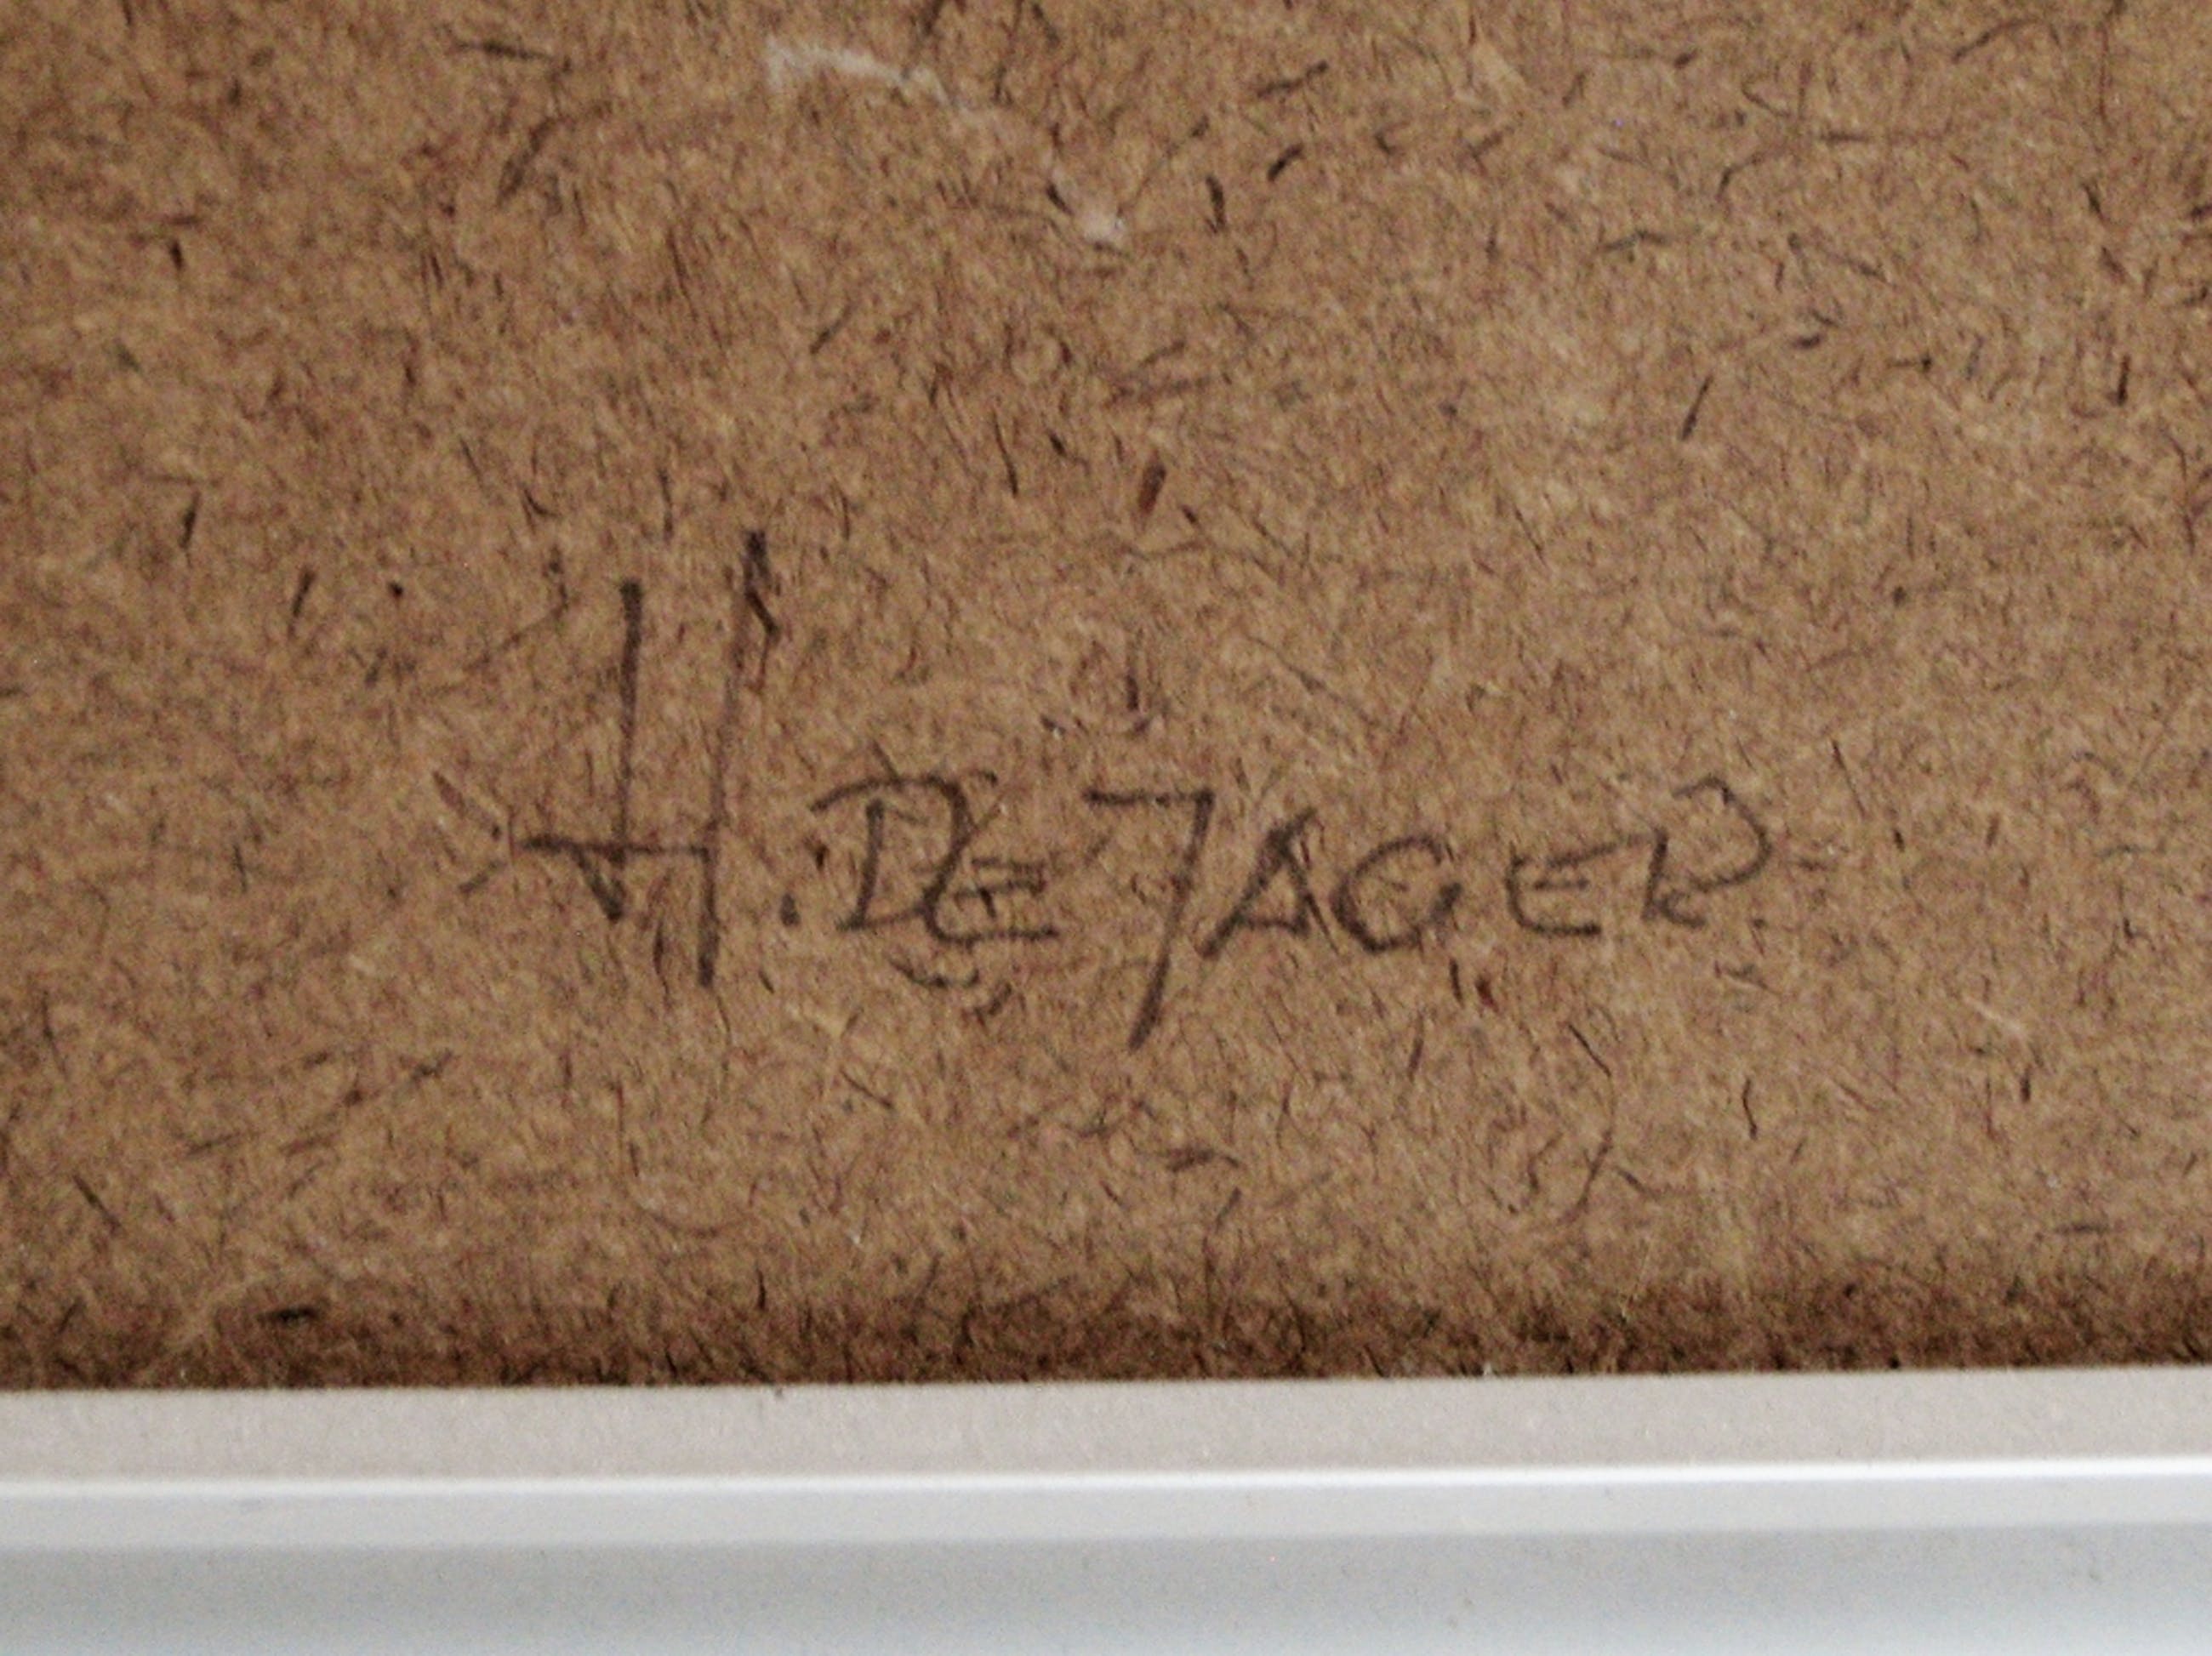 H. DE JAGER